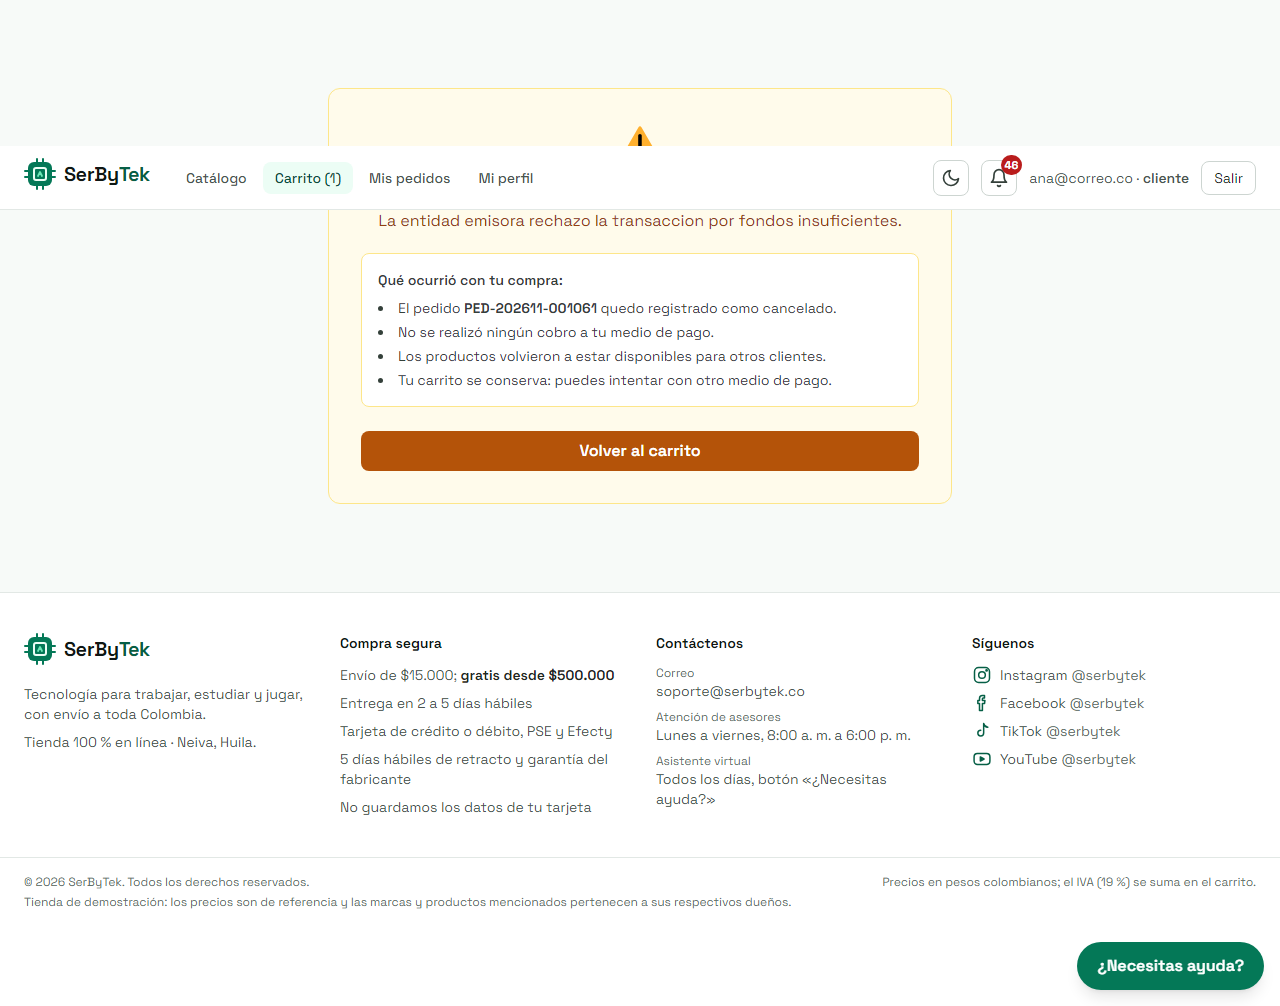 SerByTek
Catálogo
Carrito (1)
Mis pedidos
Mi perfil
46
ana@correo.co · cliente
Salir
La entidad emisora rechazo la transaccion por fondos insuficientes.
Qué ocurrió con tu compra:
El pedido PED-202611-001061 quedo registrado como cancelado.
No se realizó ningún cobro a tu medio de pago.
Los productos volvieron a estar disponibles para otros clientes.
Tu carrito se conserva: puedes intentar con otro medio de pago.
Volver al carrito
SerByTek
Tecnología para trabajar, estudiar y jugar,
con envío a toda Colombia.
Tienda 100 % en línea · Neiva, Huila.
Compra segura
Envío de $15.000; gratis desde $500.000
Entrega en 2 a 5 días hábiles
Tarjeta de crédito o débito, PSE y Efecty
5 días hábiles de retracto y garantía del
fabricante
No guardamos los datos de tu tarjeta
Contáctenos
Correo
soporte@serbytek.co
Atención de asesores
Lunes a viernes, 8:00 a. m. a 6:00 p. m.
Asistente virtual
Todos los días, botón «¿Necesitas
ayuda?»
Síguenos
Instagram @serbytek
Facebook @serbytek
TikTok @serbytek
YouTube @serbytek
© 2026 SerByTek. Todos los derechos reservados.
Precios en pesos colombianos; el IVA (19 %) se suma en el carrito.
Tienda de demostración: los precios son de referencia y las marcas y productos mencionados pertenecen a sus respectivos dueños.
¿Necesitas ayuda?